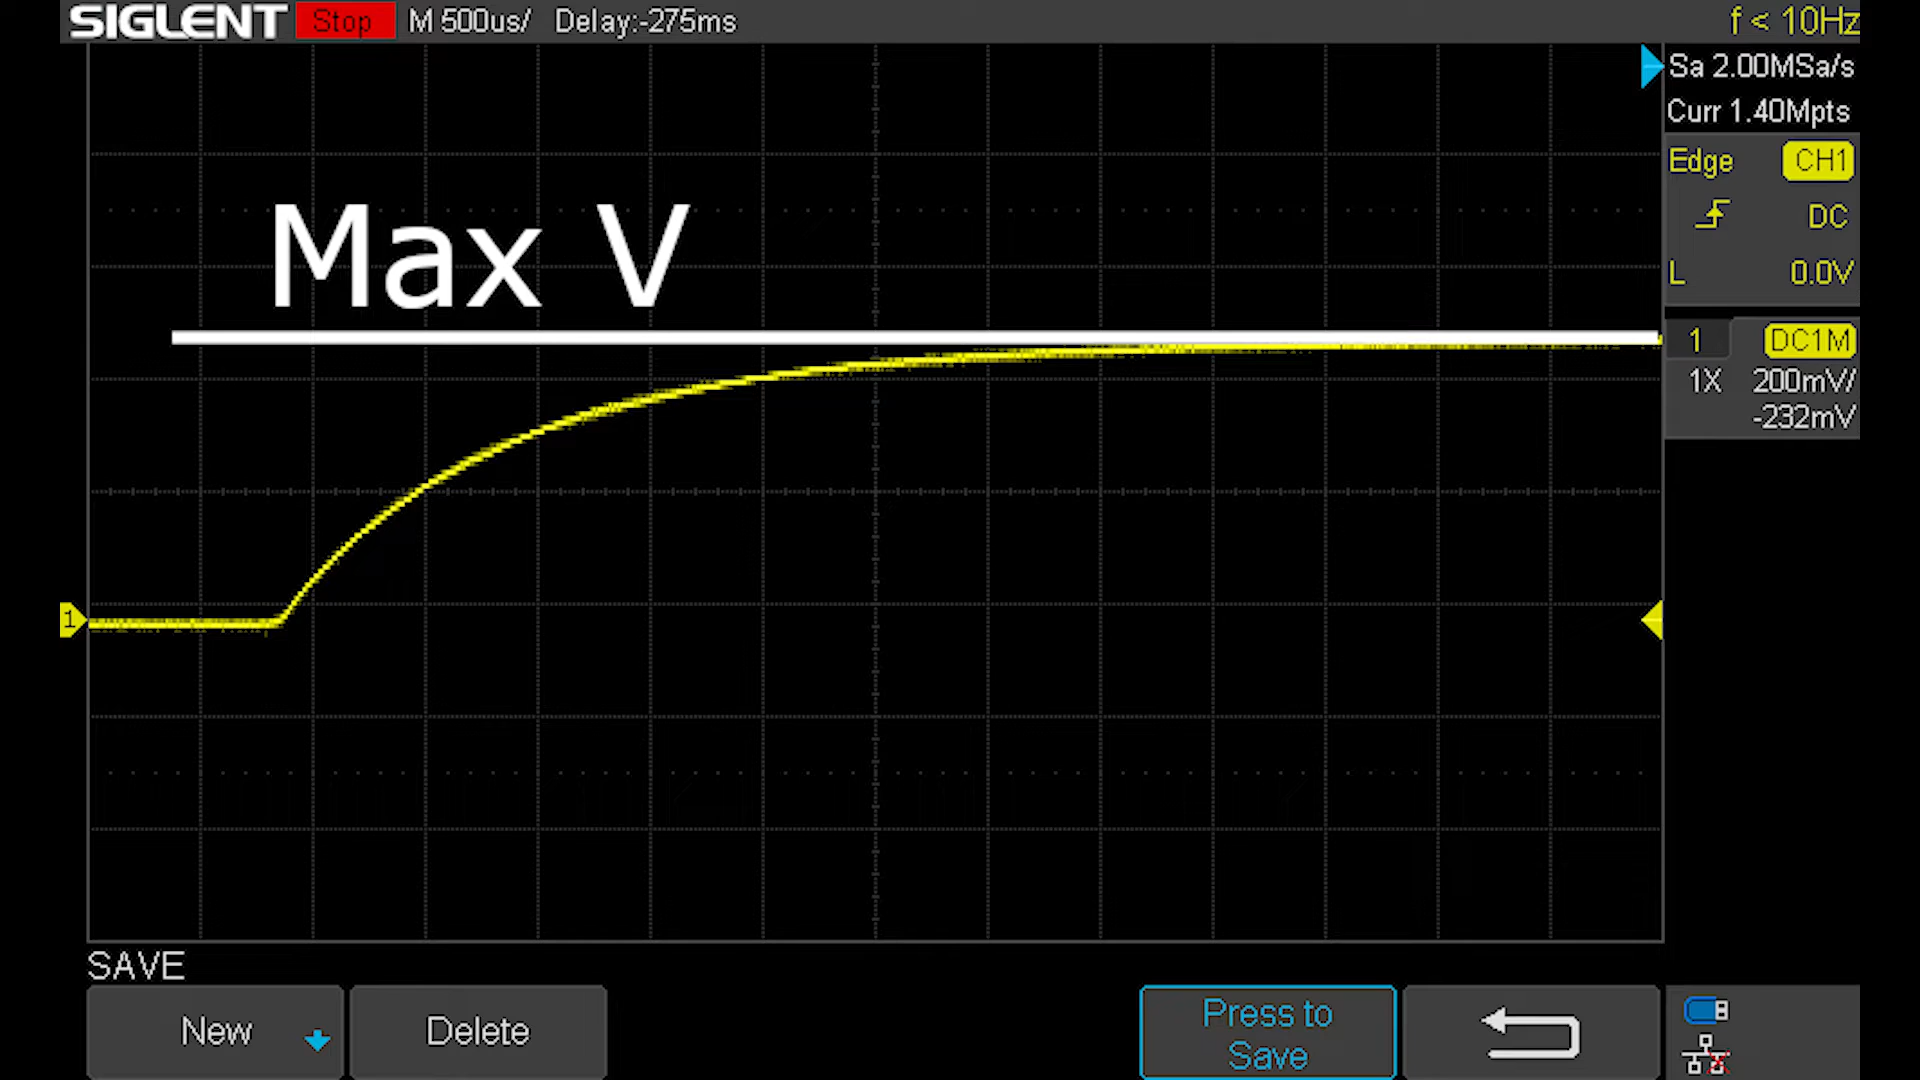 SIGLENT Stop M 500us/ Delay:-275ms f < 10Hz
Sa 2.00MSa/s
Curr 1.40Mpts
Edge CH1
DC
L 0.0V
Max V
1 DC1M
1X 200mV/
-232mV
1
SAVE
New Delete Press to Save